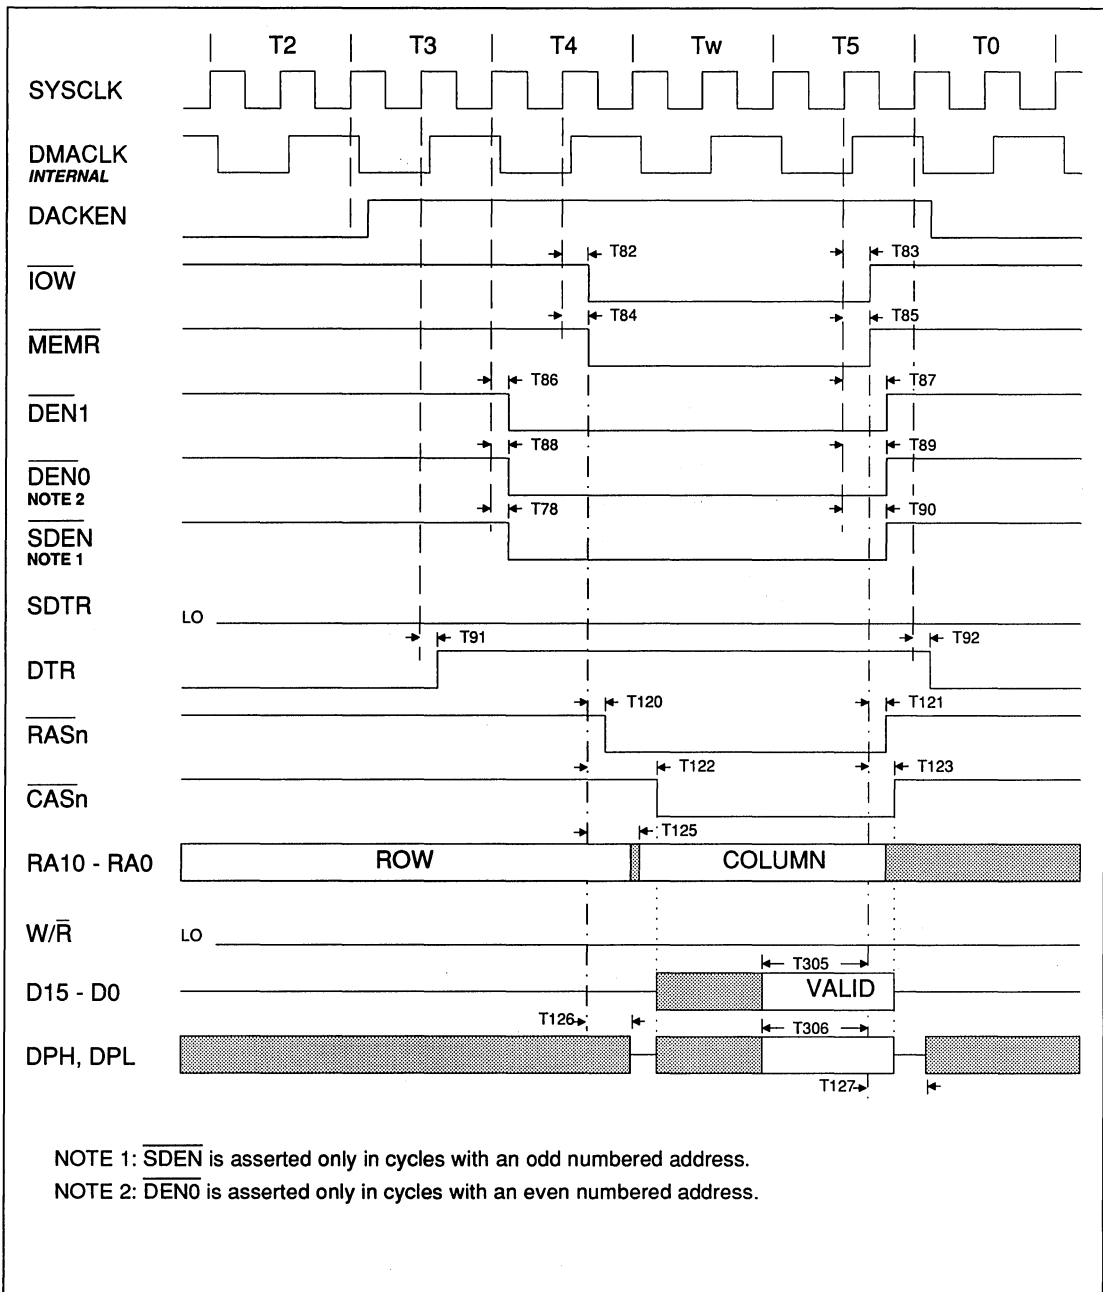 T2 T3 T4 Tw T5 T0
SYSCLK
DMACLK
INTERNAL
DACKEN
T82 T83
IOW
T84 T85
MEMR
T86 T87
DEN1
T88 T89
DEN0
NOTE 2
T78 T90
SDEN
NOTE 1
SDTR
LO
T91 T92
DTR
T120 T121
RASn
T122 T123
CASn
T125
RA10 - RA0 ROW COLUMN
W/R LO
T305
D15 - D0 VALID
T126 T306
DPH, DPL
T127
NOTE 1: SDEN is asserted only in cycles with an odd numbered address.
NOTE 2: DEN0 is asserted only in cycles with an even numbered address.